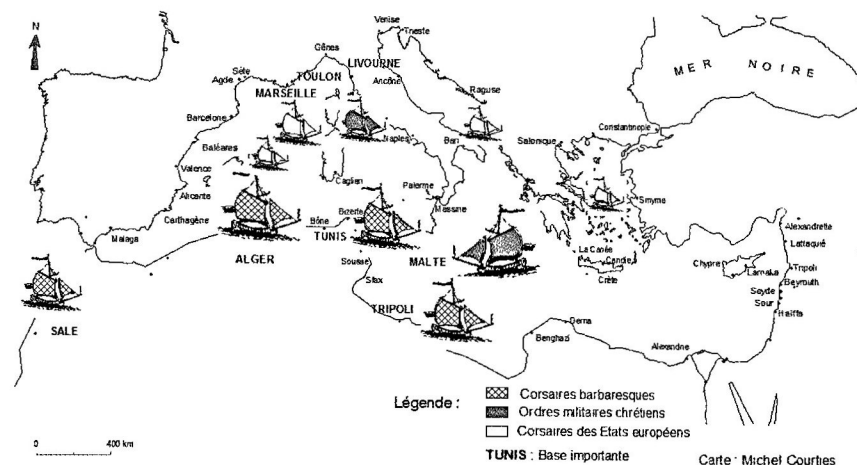 N
Venise
Trieste
Gênes
LIVOURNE
TOULON
Sète
Agde
MARSEILLE
Ancône
Raguse
MER NOIRE
Barcelone
Naples
Bari
Salonique
Constantinople
Baléares
Valence
Alicante
Cagliari
Palerme
Messine
Smyrne
Carthagène
Malaga
Bône
Bizerte
TUNIS
ALGER
MALTE
Sousse
Sfax
TRIPOLI
La Canée
Candie
Crète
Chypre
Larnaka
Alexandrette
Lattaquié
Tripoli
Beyrouth
Seyde
Sour
Haiffa
SALE
Derna
Benghazi
Alexandrie
Légende :
Corsaires barbaresques
Ordres militaires chrétiens
Corsaires des Etats européens
TUNIS : Base importante
0 400 km
Carte : Michel Courties